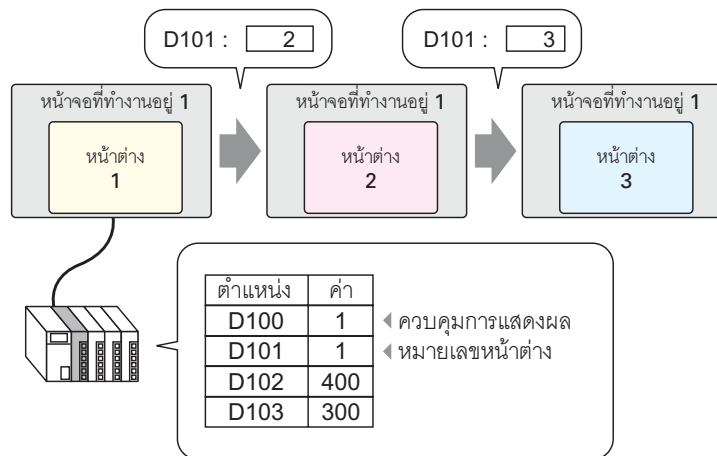 D101 : 2
D101 : 3
หน้าจอที่ทำงานอยู่ 1
หน้าต่าง
1
หน้าจอที่ทำงานอยู่ 1
หน้าต่าง
2
หน้าจอที่ทำงานอยู่ 1
หน้าต่าง
3
ตำแหน่ง ค่า
D100 1 ควบคุมการแสดงผล
D101 1 หมายเลขหน้าต่าง
D102 400
D103 300